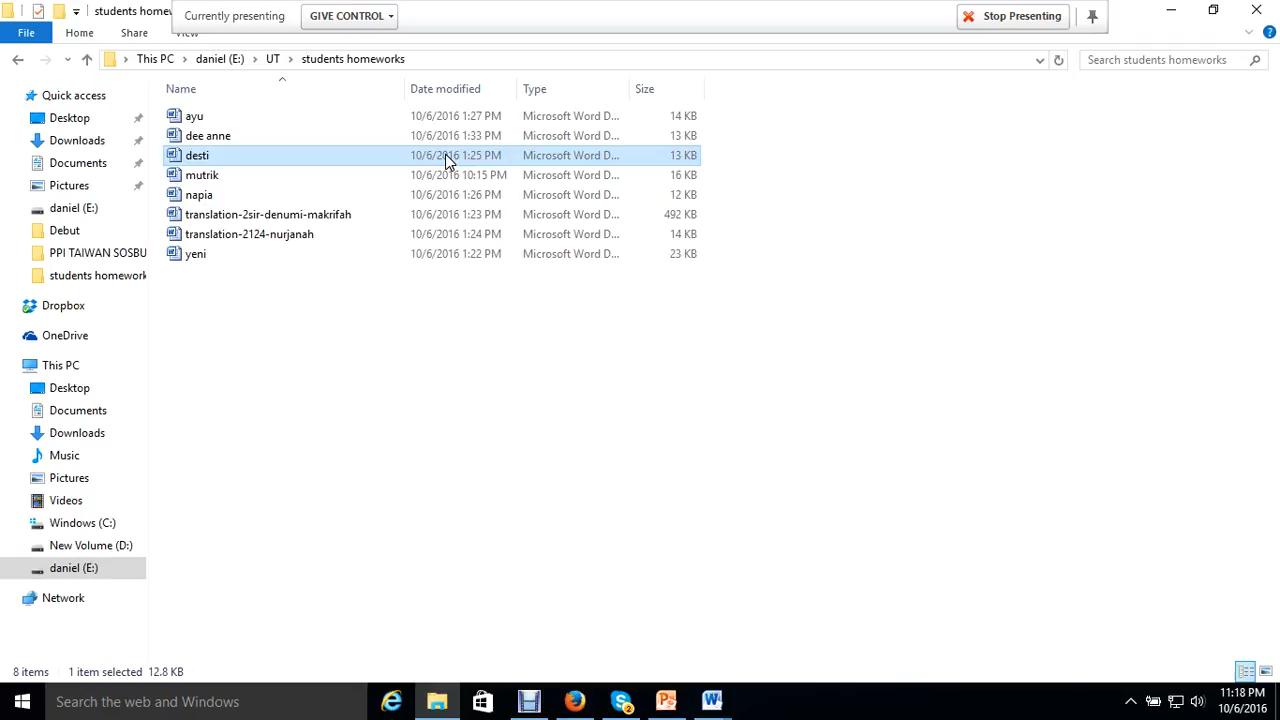 students homew
Currently presenting
GIVE CONTROL
Stop Presenting
File
Home
Share
View
This PC
daniel (E:)
UT
students homeworks
Search students homeworks
Name
Date modified
Type
Size
Quick access
Desktop
Downloads
Documents
Pictures
daniel (E:)
Debut
PPI TAIWAN SOSBU
students homework
Dropbox
OneDrive
This PC
Desktop
Documents
Downloads
Music
Pictures
Videos
Windows (C:)
New Volume (D:)
daniel (E:)
Network
ayu 10/6/2016 1:27 PM Microsoft Word D... 14 KB
dee anne 10/6/2016 1:33 PM Microsoft Word D... 13 KB
desti 10/6/2016 1:25 PM Microsoft Word D... 13 KB
mutrik 10/6/2016 10:15 PM Microsoft Word D... 16 KB
napia 10/6/2016 1:26 PM Microsoft Word D... 12 KB
translation-2sir-denumi-makrifah 10/6/2016 1:23 PM Microsoft Word D... 492 KB
translation-2124-nurjanah 10/6/2016 1:24 PM Microsoft Word D... 14 KB
yeni 10/6/2016 1:22 PM Microsoft Word D... 23 KB
8 items 1 item selected 12.8 KB
Search the web and Windows
11:18 PM
10/6/2016